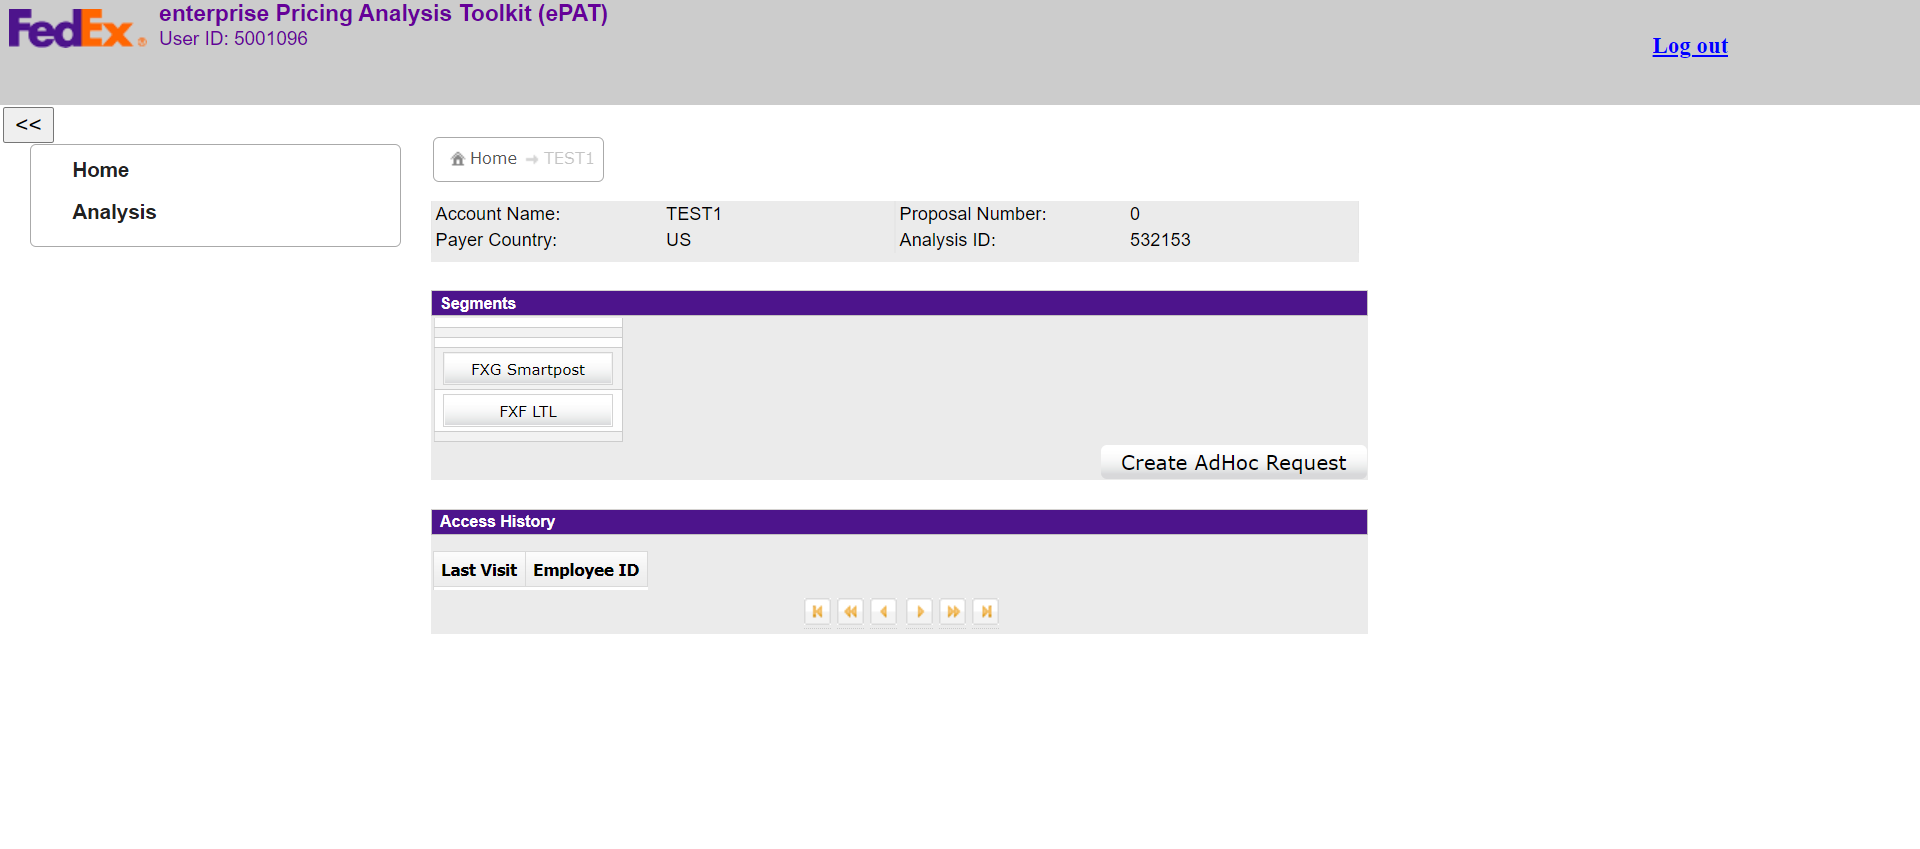 FedEx®
enterprise Pricing Analysis Toolkit (ePAT)
User ID: 5001096
Log out
<<
Home
Analysis
Home TEST1
Account Name: TEST1 Proposal Number: 0
Payer Country: US Analysis ID: 532153
Segments
FXG Smartpost
FXF LTL
Create AdHoc Request
Access History
Last Visit Employee ID